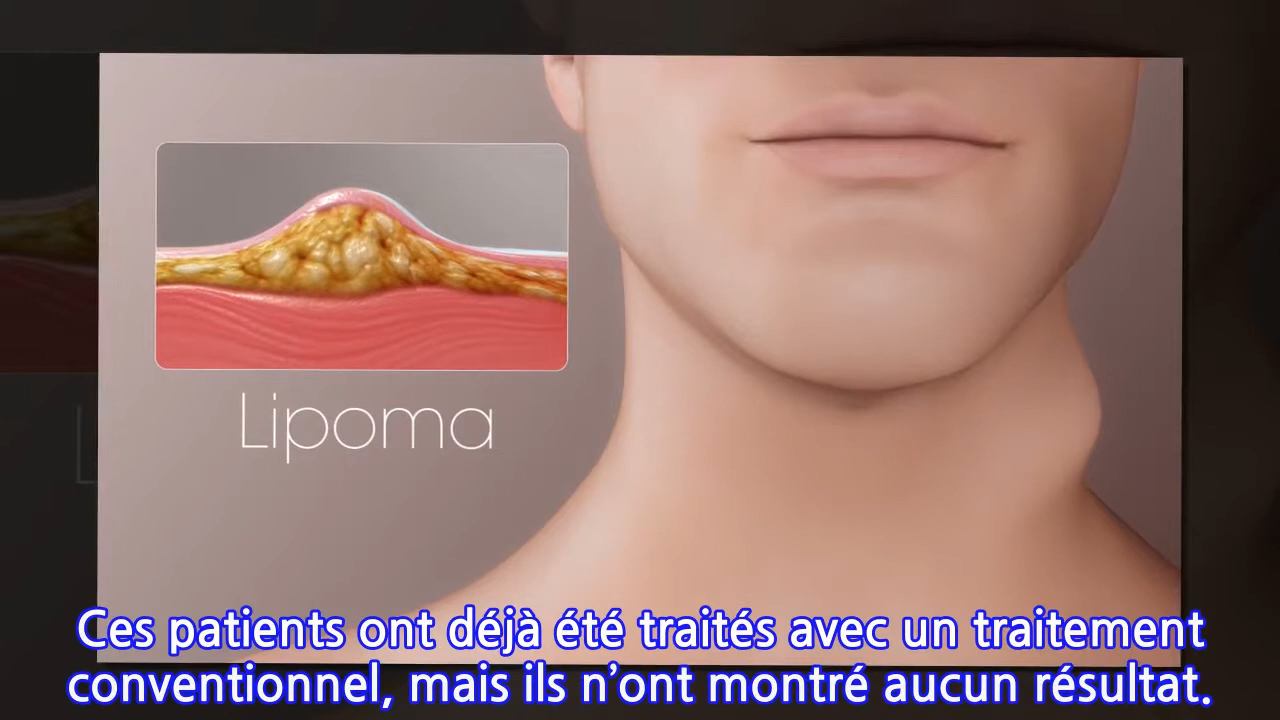 Lipoma
Ces patients ont déjà été traités avec un traitement
conventionnel, mais ils n’ont montré aucun résultat.